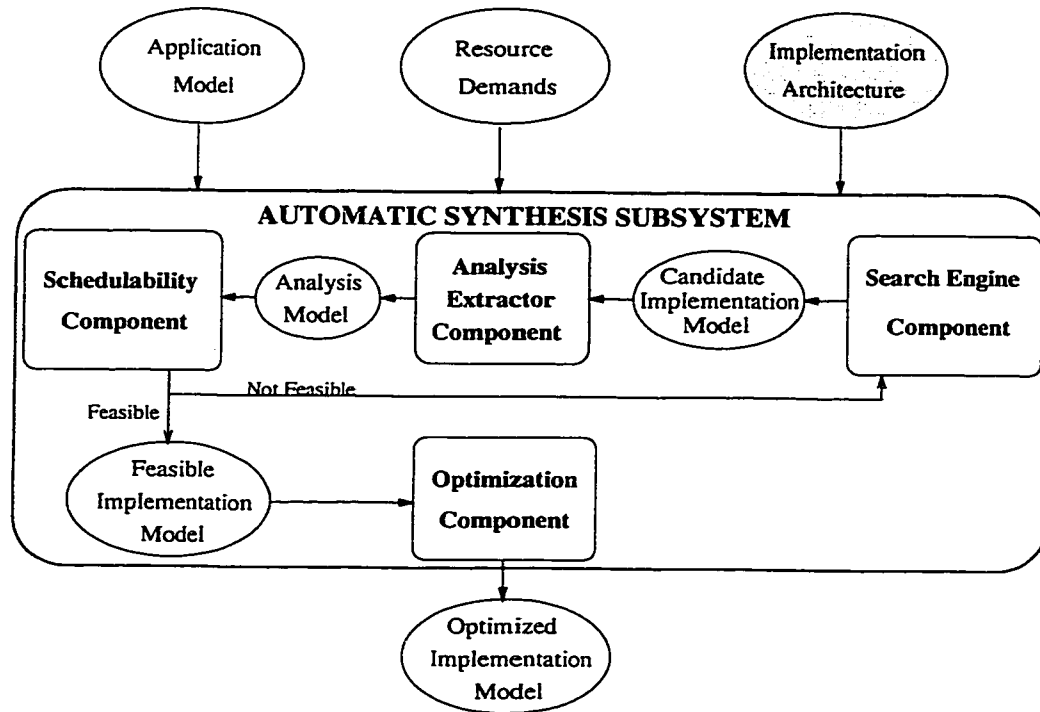 Application
Model
Resource
Demands
Implementation
Architecture
AUTOMATIC SYNTHESIS SUBSYSTEM
Schedulability
Component
Analysis
Model
Analysis
Extractor
Component
Candidate
Implementation
Model
Search Engine
Component
Not Feasible
Feasible
Feasible
Implementation
Model
Optimization
Component
Optimized
Implementation
Model